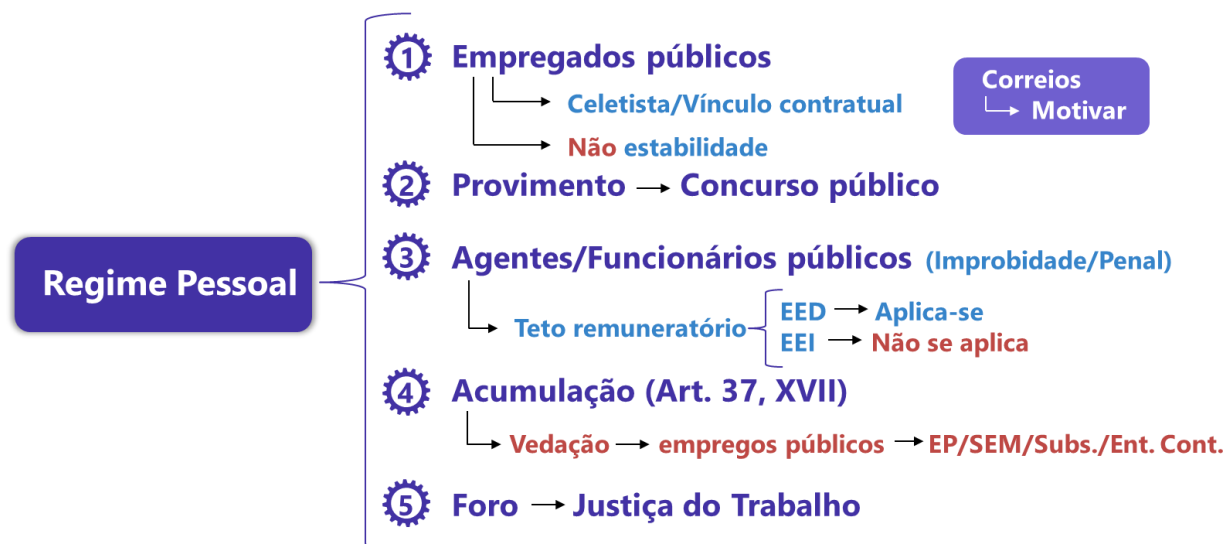 Regime Pessoal
1 Empregados públicos
Celetista/Vínculo contratual
Não estabilidade
Correios
Motivar
2 Provimento → Concurso público
3 Agentes/Funcionários públicos (Improbidade/Penal)
Teto remuneratório
EED → Aplica-se
EEI → Não se aplica
4 Acumulação (Art. 37, XVII)
Vedação → empregos públicos → EP/SEM/Subs./Ent. Cont.
5 Foro → Justiça do Trabalho